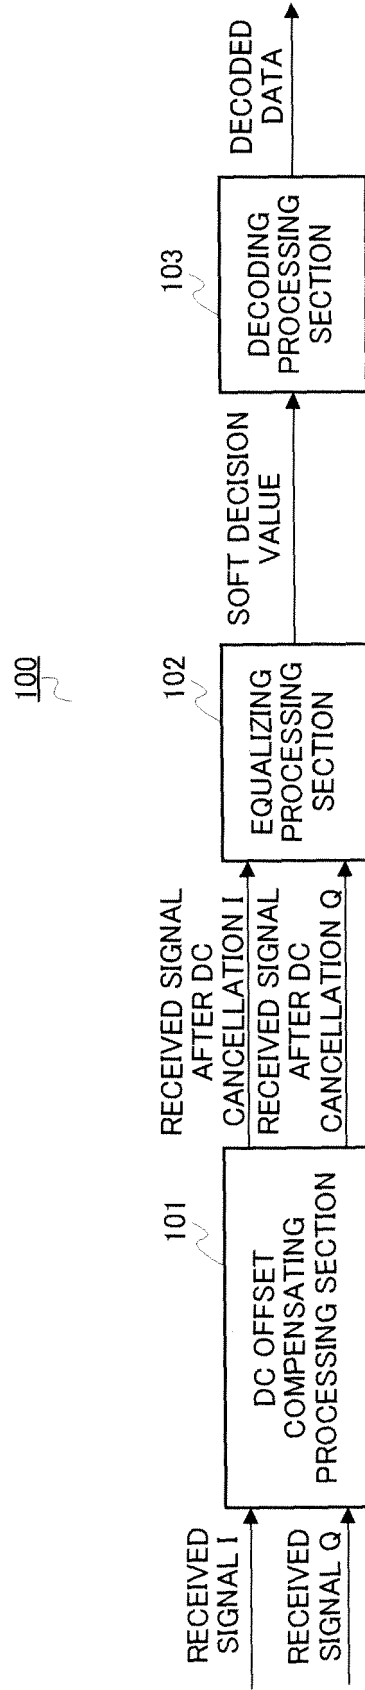 100
RECEIVED
SIGNAL I
RECEIVED
SIGNAL Q
101
DC OFFSET
COMPENSATING
PROCESSING SECTION
RECEIVED SIGNAL
AFTER DC
CANCELLATION I
RECEIVED SIGNAL
AFTER DC
CANCELLATION Q
102
EQUALIZING
PROCESSING
SECTION
SOFT DECISION
VALUE
103
DECODING
PROCESSING
SECTION
DECODED
DATA